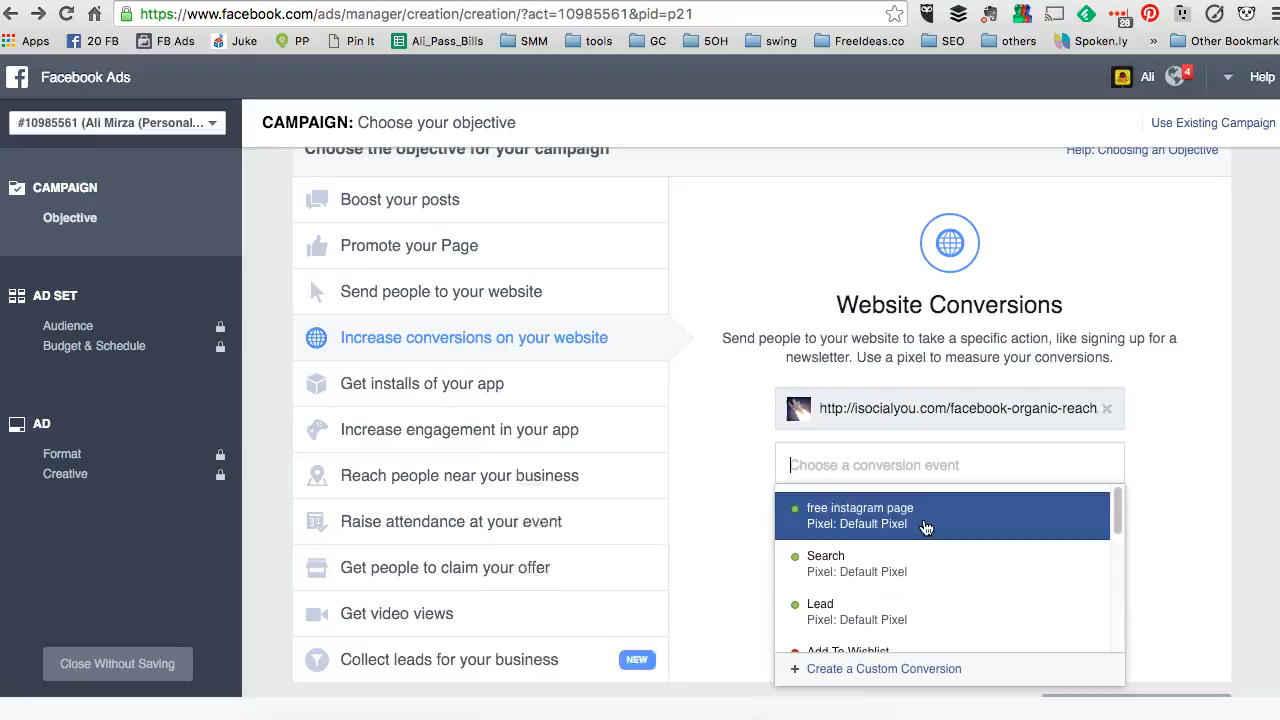 https://www.facebook.com/ads/manager/creation/creation/?act=10985561&pid=p21
28
Apps
20 FB
FB Ads
Juke
PP
Pin It
Ali_Pass_Bills
SMM
tools
GC
5OH
swing
FreeIdeas.co
SEO
others
Spoken.ly
»
Other Bookmark
Facebook Ads
Ali
4
Help
#10985561 (Ali Mirza (Personal...
CAMPAIGN: Choose your objective
Use Existing Campaign
CAMPAIGN
Objective
AD SET
Audience
Budget & Schedule
AD
Format
Creative
Close Without Saving
Choose the objective for your campaign
Help: Choosing an Objective
Boost your posts
Promote your Page
Send people to your website
Increase conversions on your website
Get installs of your app
Increase engagement in your app
Reach people near your business
31
Raise attendance at your event
Get people to claim your offer
Get video views
Collect leads for your business
NEW
Website Conversions
Send people to your website to take a specific action, like signing up for a
newsletter. Use a pixel to measure your conversions.
http://isocialyou.com/facebook-organic-reach
Choose a conversion event
free instagram page
Pixel: Default Pixel
Search
Pixel: Default Pixel
Lead
Pixel: Default Pixel
Add To Wishlist
+ Create a Custom Conversion